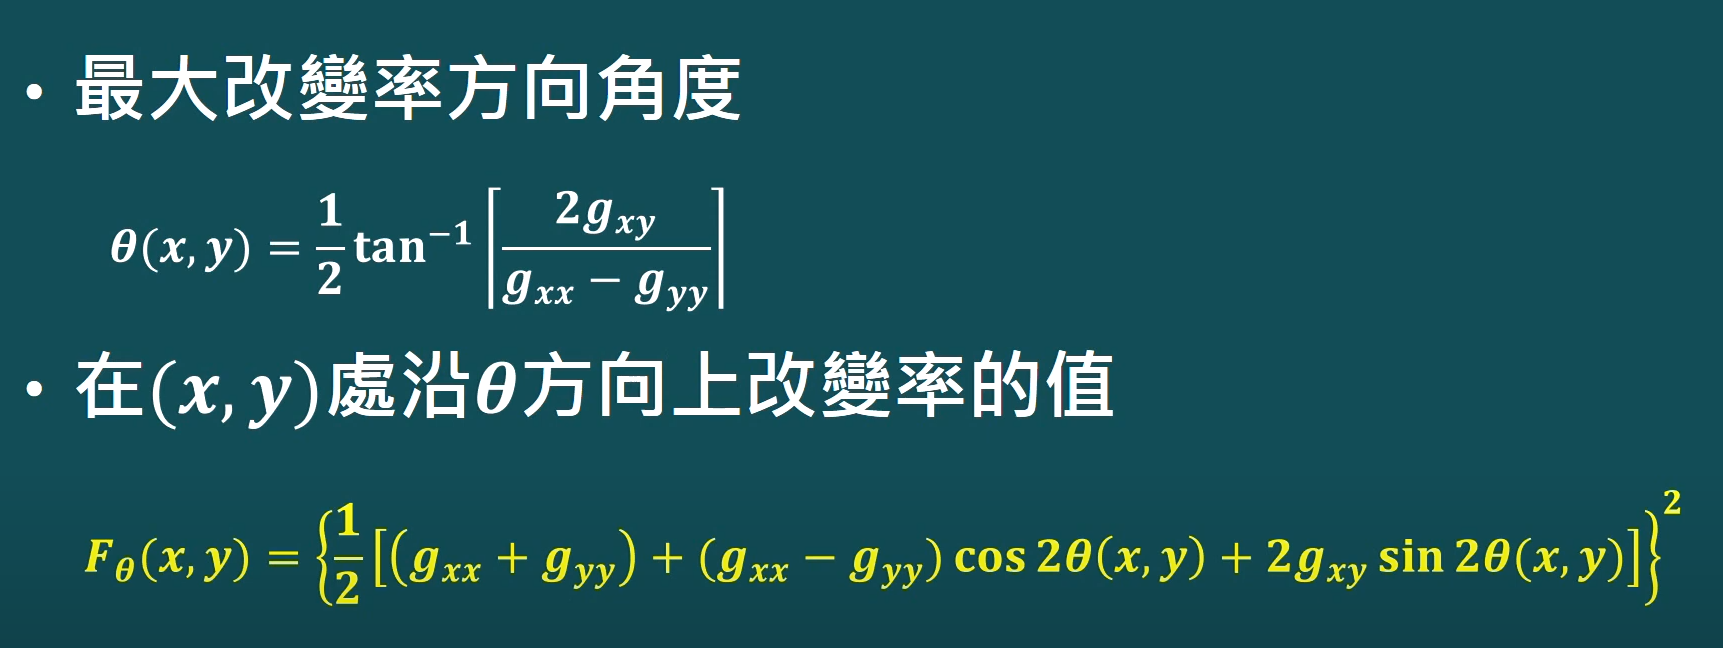 • 最大改變率方向角度
θ(x, y) = 1/2 tan⁻¹ [2g_xy / (g_xx − g_yy)]
• 在(x, y)處沿θ方向上改變率的值
F_θ(x, y) = {1/2 [(g_xx + g_yy) + (g_xx − g_yy) cos 2θ(x, y) + 2g_xy sin 2θ(x, y)]}²